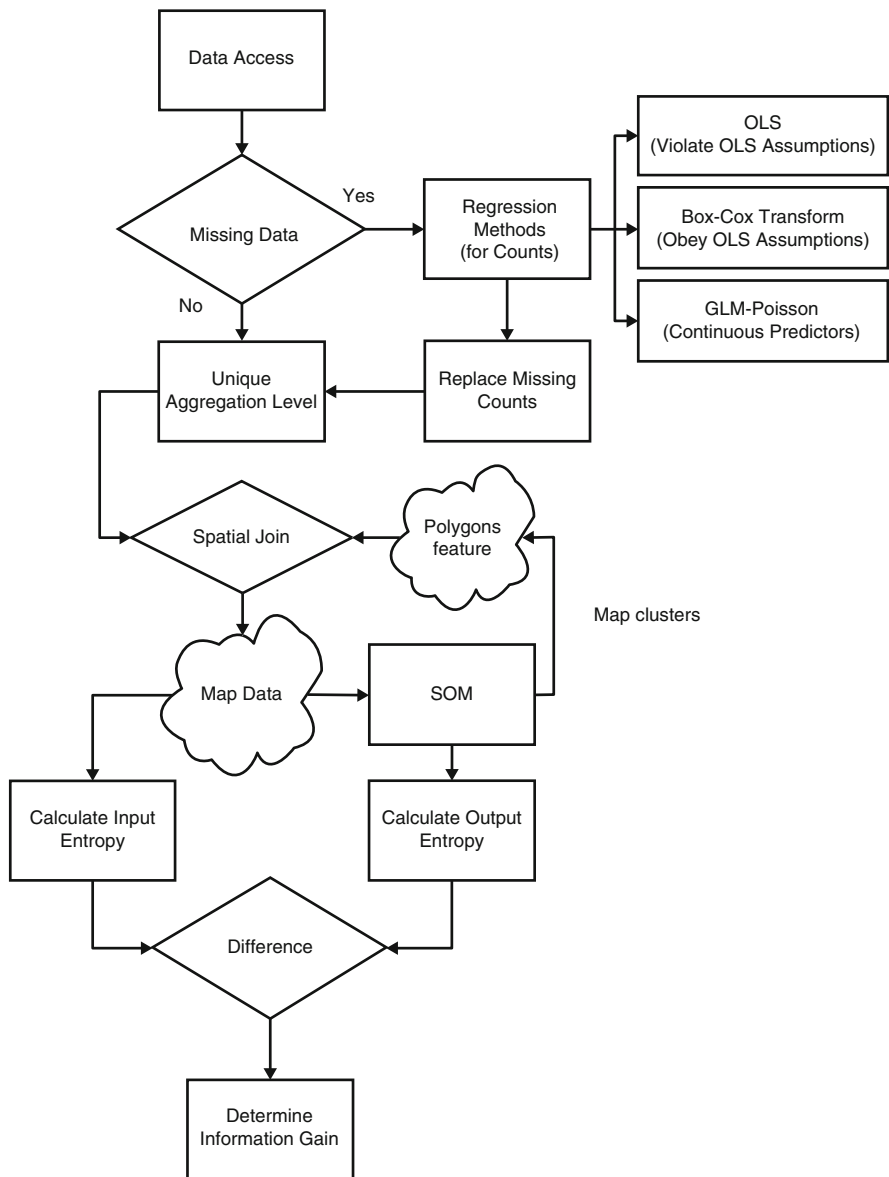 Data Access
OLS
(Violate OLS Assumptions)
Yes
Missing Data
Regression
Methods
(for Counts)
Box-Cox Transform
(Obey OLS Assumptions)
No
GLM-Poisson
(Continuous Predictors)
Unique
Aggregation Level
Replace Missing
Counts
Spatial Join
Polygons
feature
Map clusters
Map Data
SOM
Calculate Input
Entropy
Calculate Output
Entropy
Difference
Determine
Information Gain